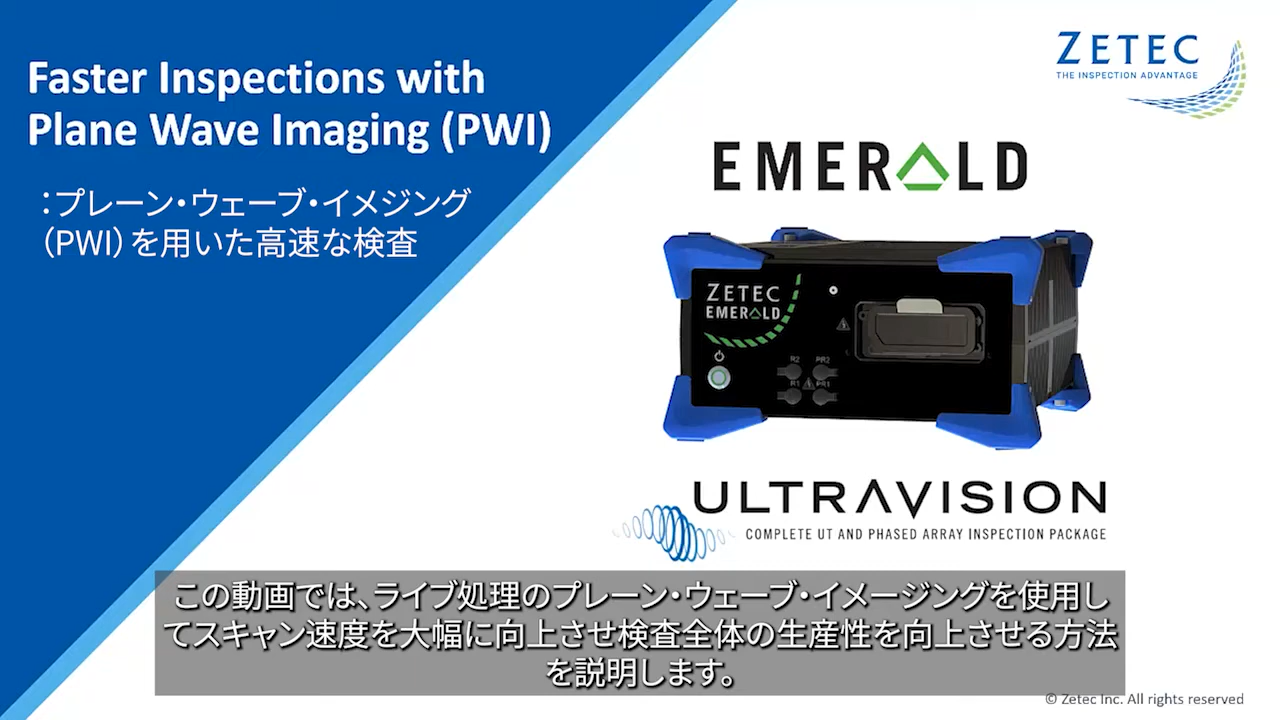 Faster Inspections with
Plane Wave Imaging (PWI)
：プレーン・ウェーブ・イメジング
（PWI）を用いた高速な検査
ZETEC
THE INSPECTION ADVANTAGE
EMERALD
ZETEC
EMERALD
R2 PR2
R1 PR1
ULTRAVISION
COMPLETE UT AND PHASED ARRAY INSPECTION PACKAGE
この動画では、ライブ処理のプレーン・ウェーブ・イメージングを使用し
てスキャン速度を大幅に向上させ検査全体の生産性を向上させる方法
を説明します。
© Zetec Inc. All rights reserved